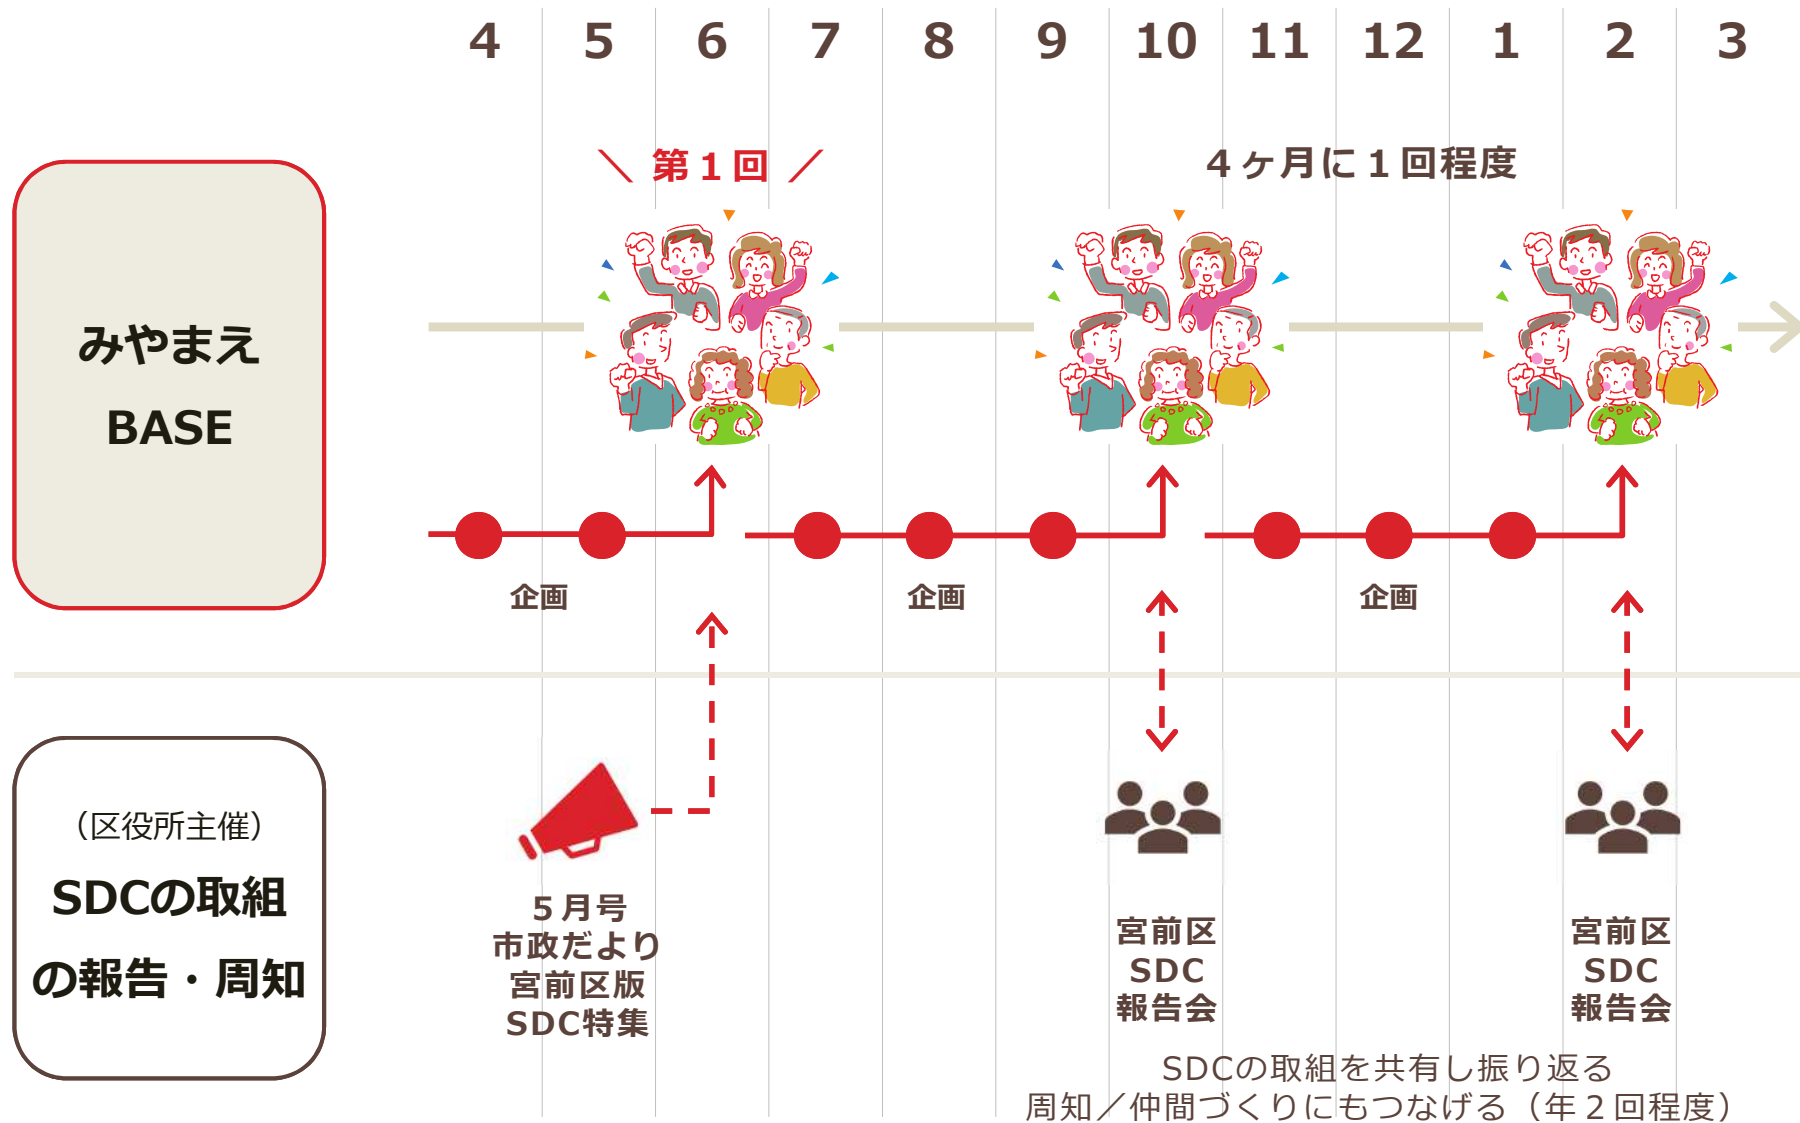 4 5 6 7 8 9 10 11 12 1 2 3
＼ 第１回 ／
４ヶ月に１回程度
みやまえ
BASE
企画
企画
企画
（区役所主催）
SDCの取組
の報告・周知
５月号
市政だより
宮前区版
SDC特集
宮前区
SDC
報告会
宮前区
SDC
報告会
SDCの取組を共有し振り返る
周知／仲間づくりにもつなげる（年２回程度）